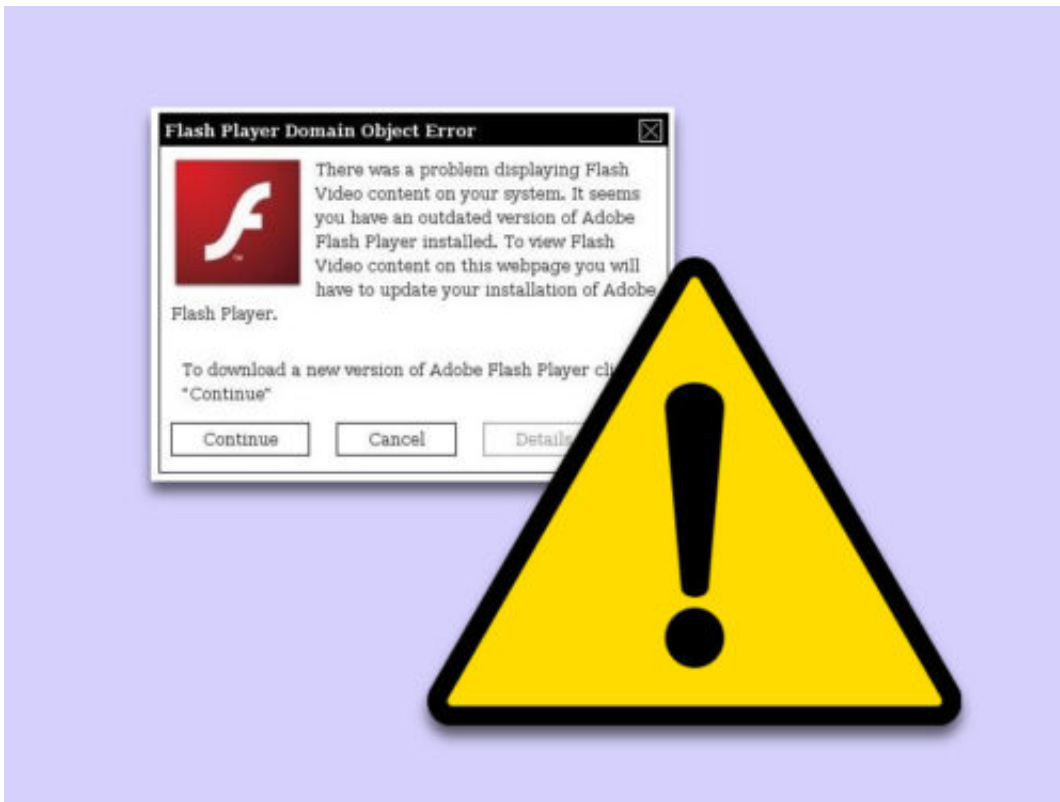 Flash Player Domain Object Error
There was a problem displaying Flash
Video content on your system. It seems
you have an outdated version of Adobe
Flash Player installed. To view Flash
Video content on this webpage you will
have to update your installation of Adobe
Flash Player.
To download a new version of Adobe Flash Player
"Continue"
Continue Cancel Details